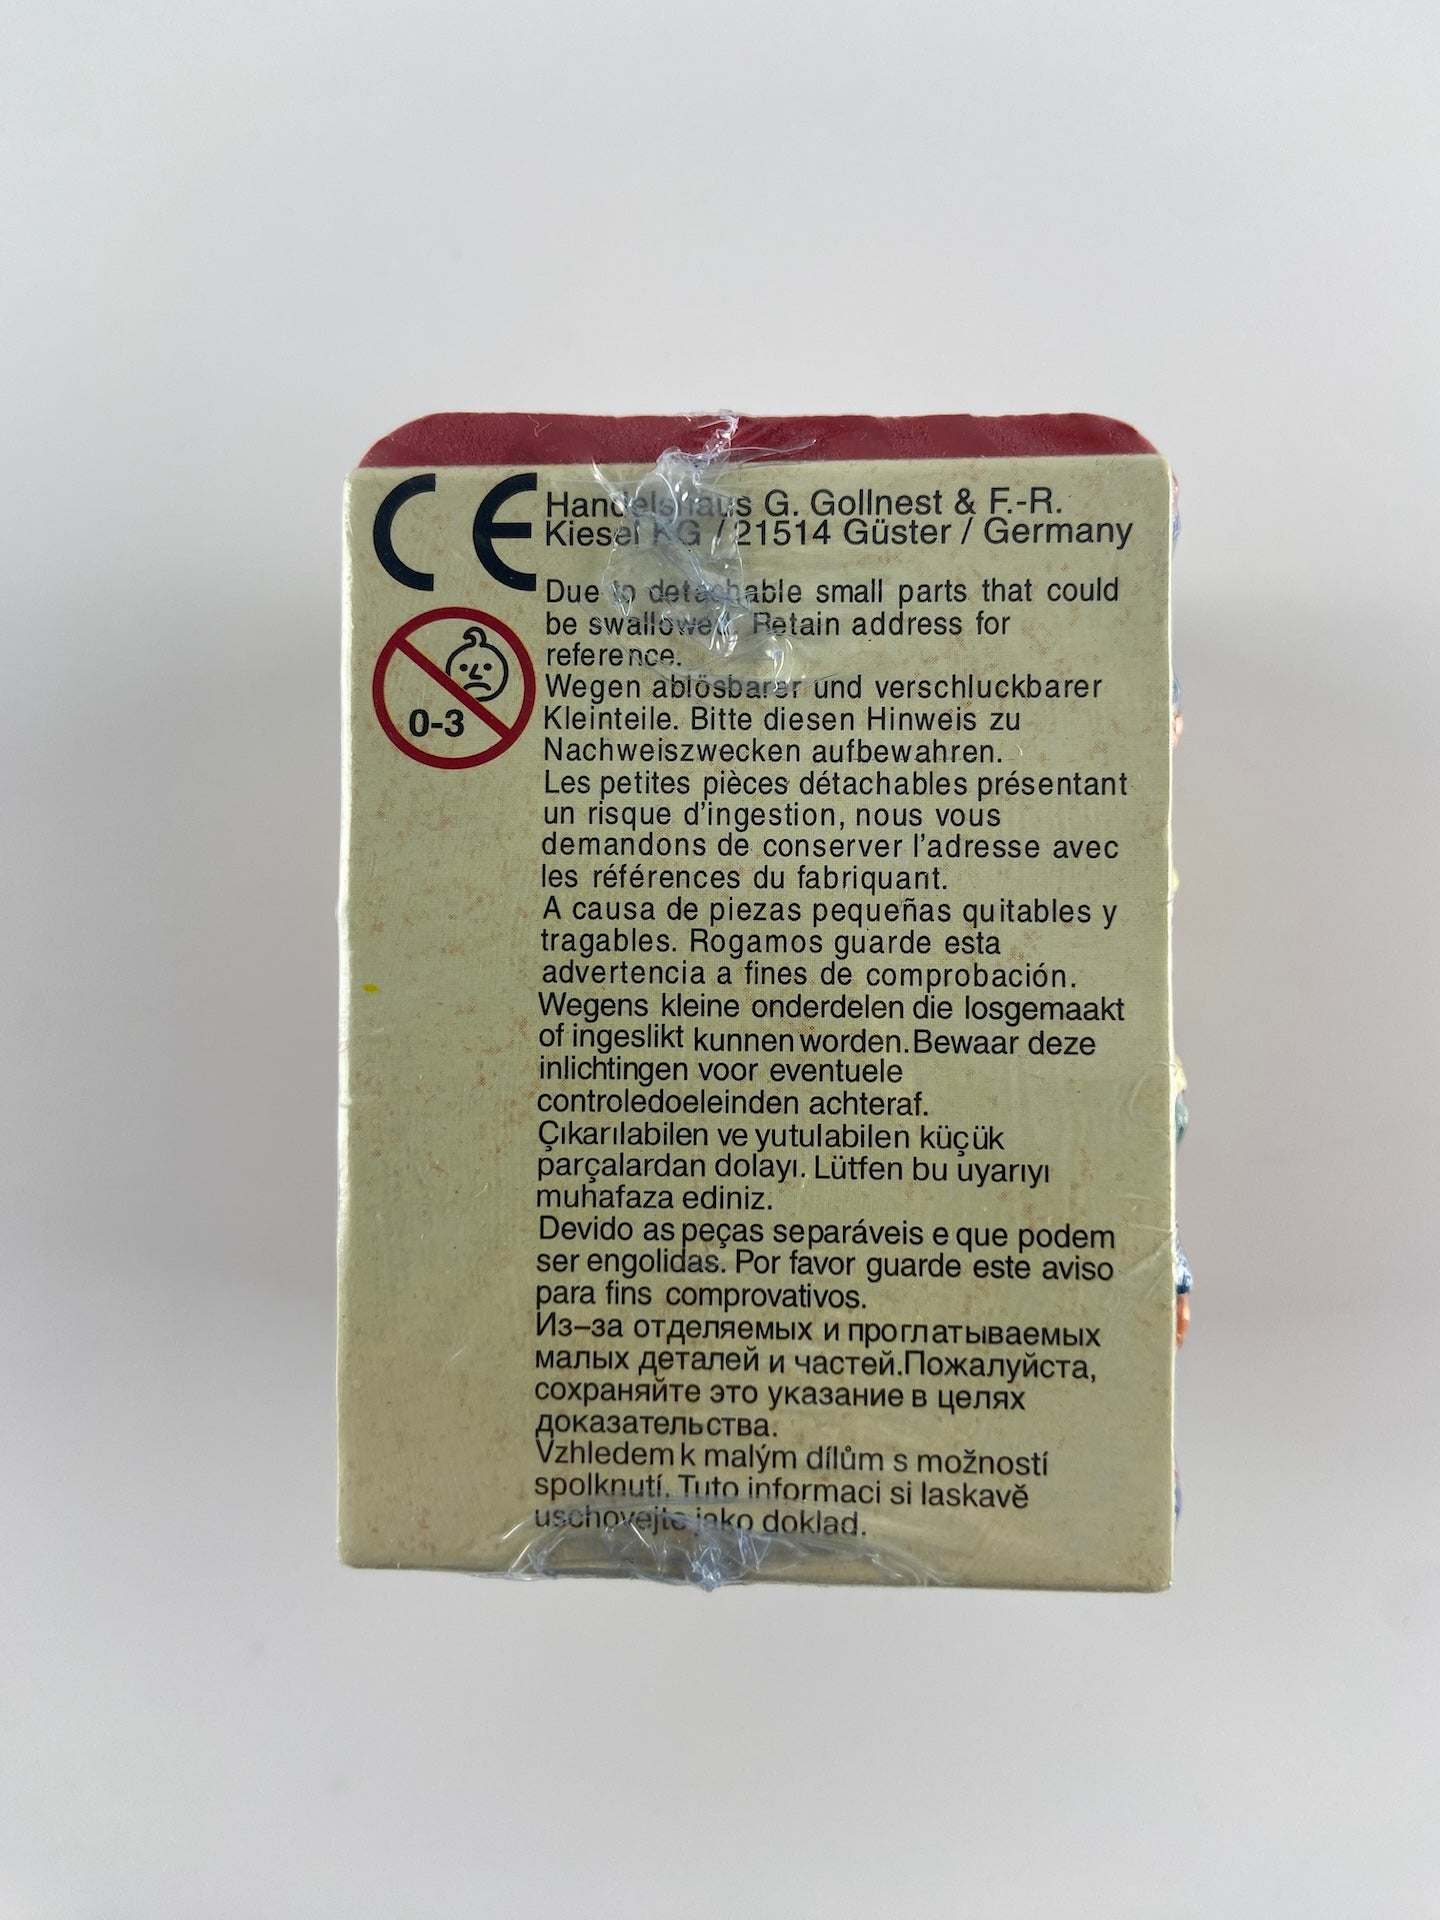 CE
Handelshaus G. Gollnest & F.-R.
Kiesel KG / 21514 Güster / Germany
Due to detachable small parts that could
be swallowed. Retain address for
reference.
0-3
Wegen ablösbarer und verschluckbarer
Kleinteile. Bitte diesen Hinweis zu
Nachweiszwecken aufbewahren.
Les petites pièces détachables présentant
un risque d'ingestion, nous vous
demandons de conserver l'adresse avec
les références du fabriquant.
A causa de piezas pequeñas quitables y
tragables. Rogamos guarde esta
advertencia a fines de comprobación.
Wegens kleine onderdelen die losgemaakt
of ingeslikt kunnen worden. Bewaar deze
inlichtingen voor eventuele
controledoeleinden achteraf.
Çıkarılabilen ve yutulabilen küçük
parçalardan dolayı. Lütfen bu uyarıyı
muhafaza ediniz.
Devido as peças separáveis e que podem
ser engolidas. Por favor guarde este aviso
para fins comprovativos.
Из–за отделяемых и проглатываемых
малых деталей и частей.Пожалуйста,
сохраняйте это указание в целях
доказательства.
Vzhledem k malým dílům s možností
spolknutí. Tuto informaci si laskavě
uschovejte jako doklad.